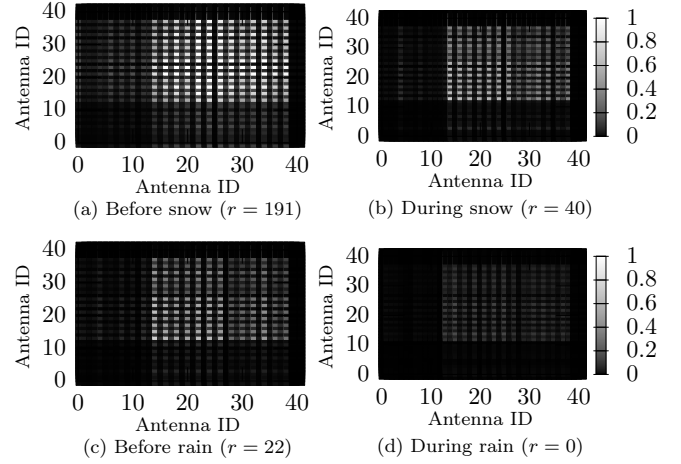 40
30
20
10
0
Antenna ID
0 10 20 30 40
Antenna ID
(a) Before snow (r = 191)
40
30
20
10
0
Antenna ID
0 10 20 30 40
Antenna ID
(b) During snow (r = 40)
1
0.8
0.6
0.4
0.2
0
40
30
20
10
0
Antenna ID
0 10 20 30 40
Antenna ID
(c) Before rain (r = 22)
40
30
20
10
0
Antenna ID
0 10 20 30 40
Antenna ID
(d) During rain (r = 0)
1
0.8
0.6
0.4
0.2
0